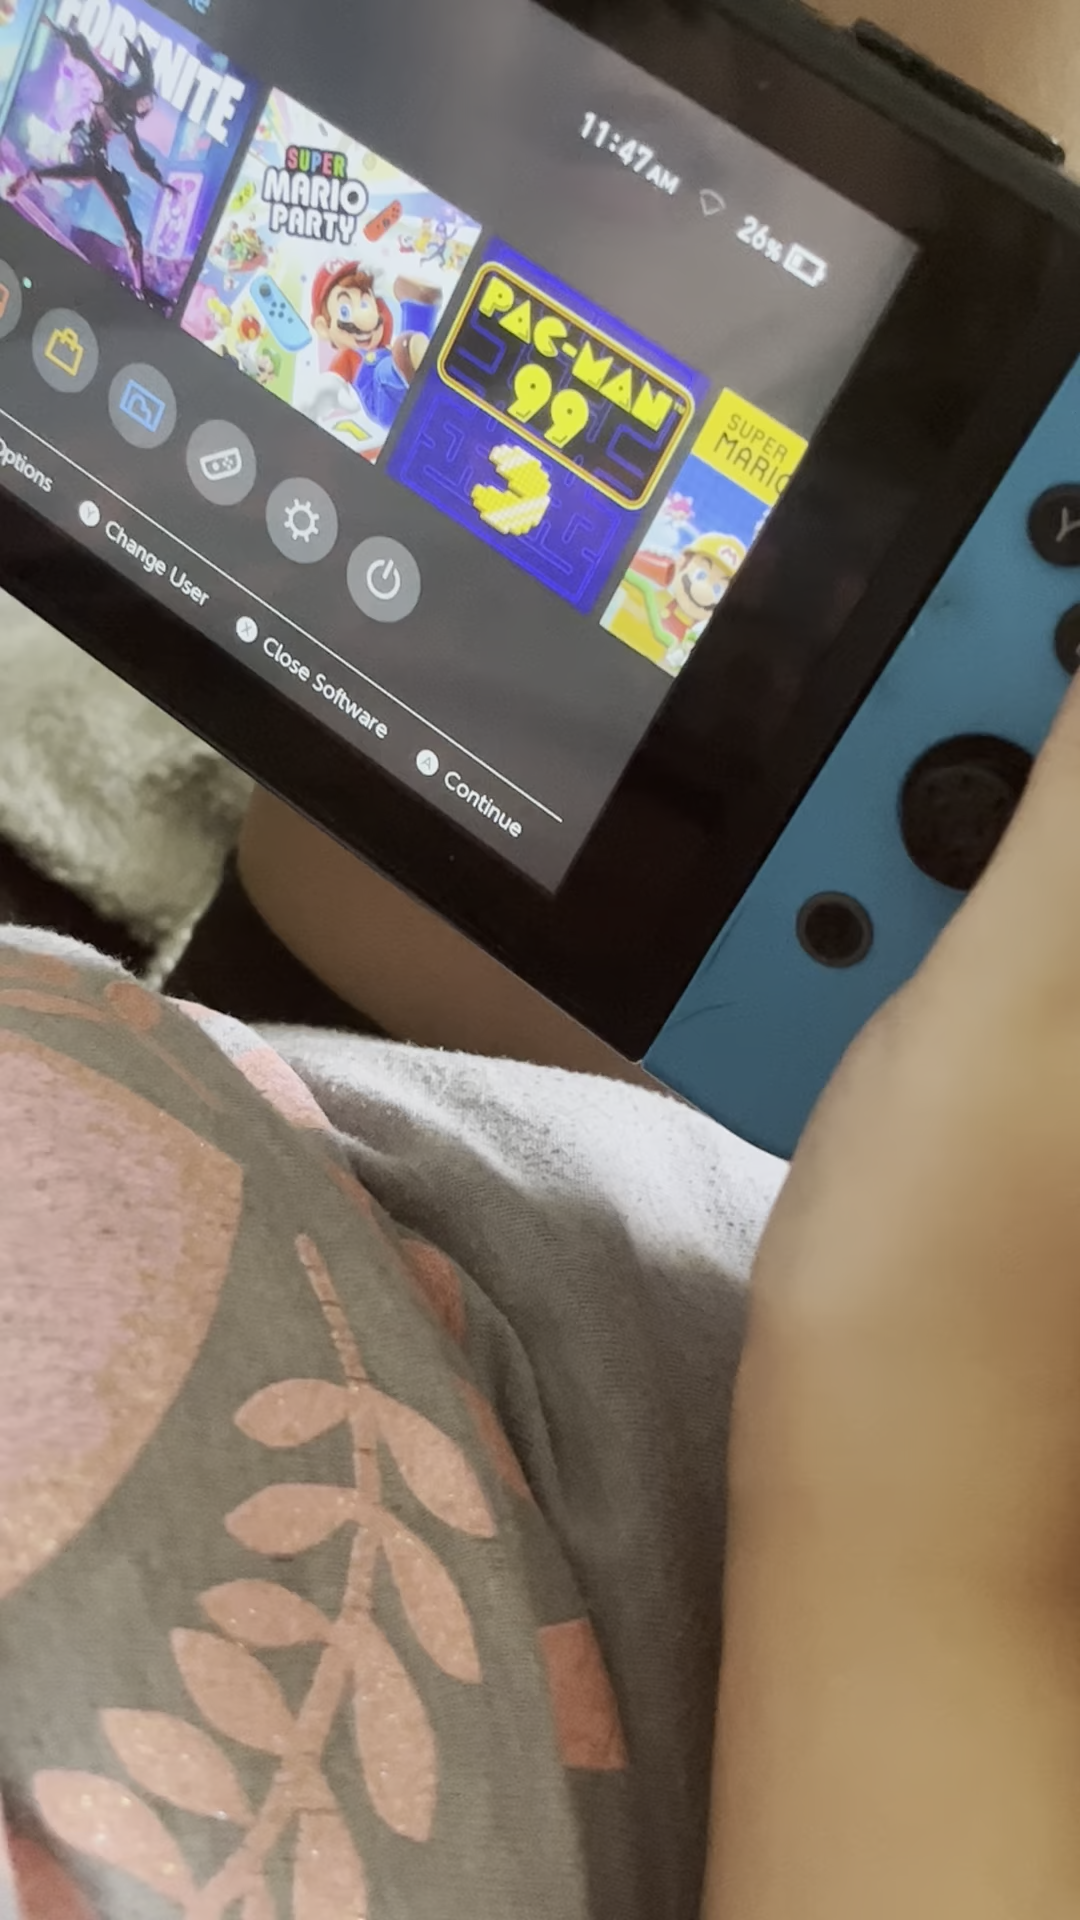 11:47 AM 26%
FORTNITE
SUPER
MARIO
PARTY
PAC-MAN
99
SUPER
MARIO
Options
Y Change User
X Close Software
A Continue
Y